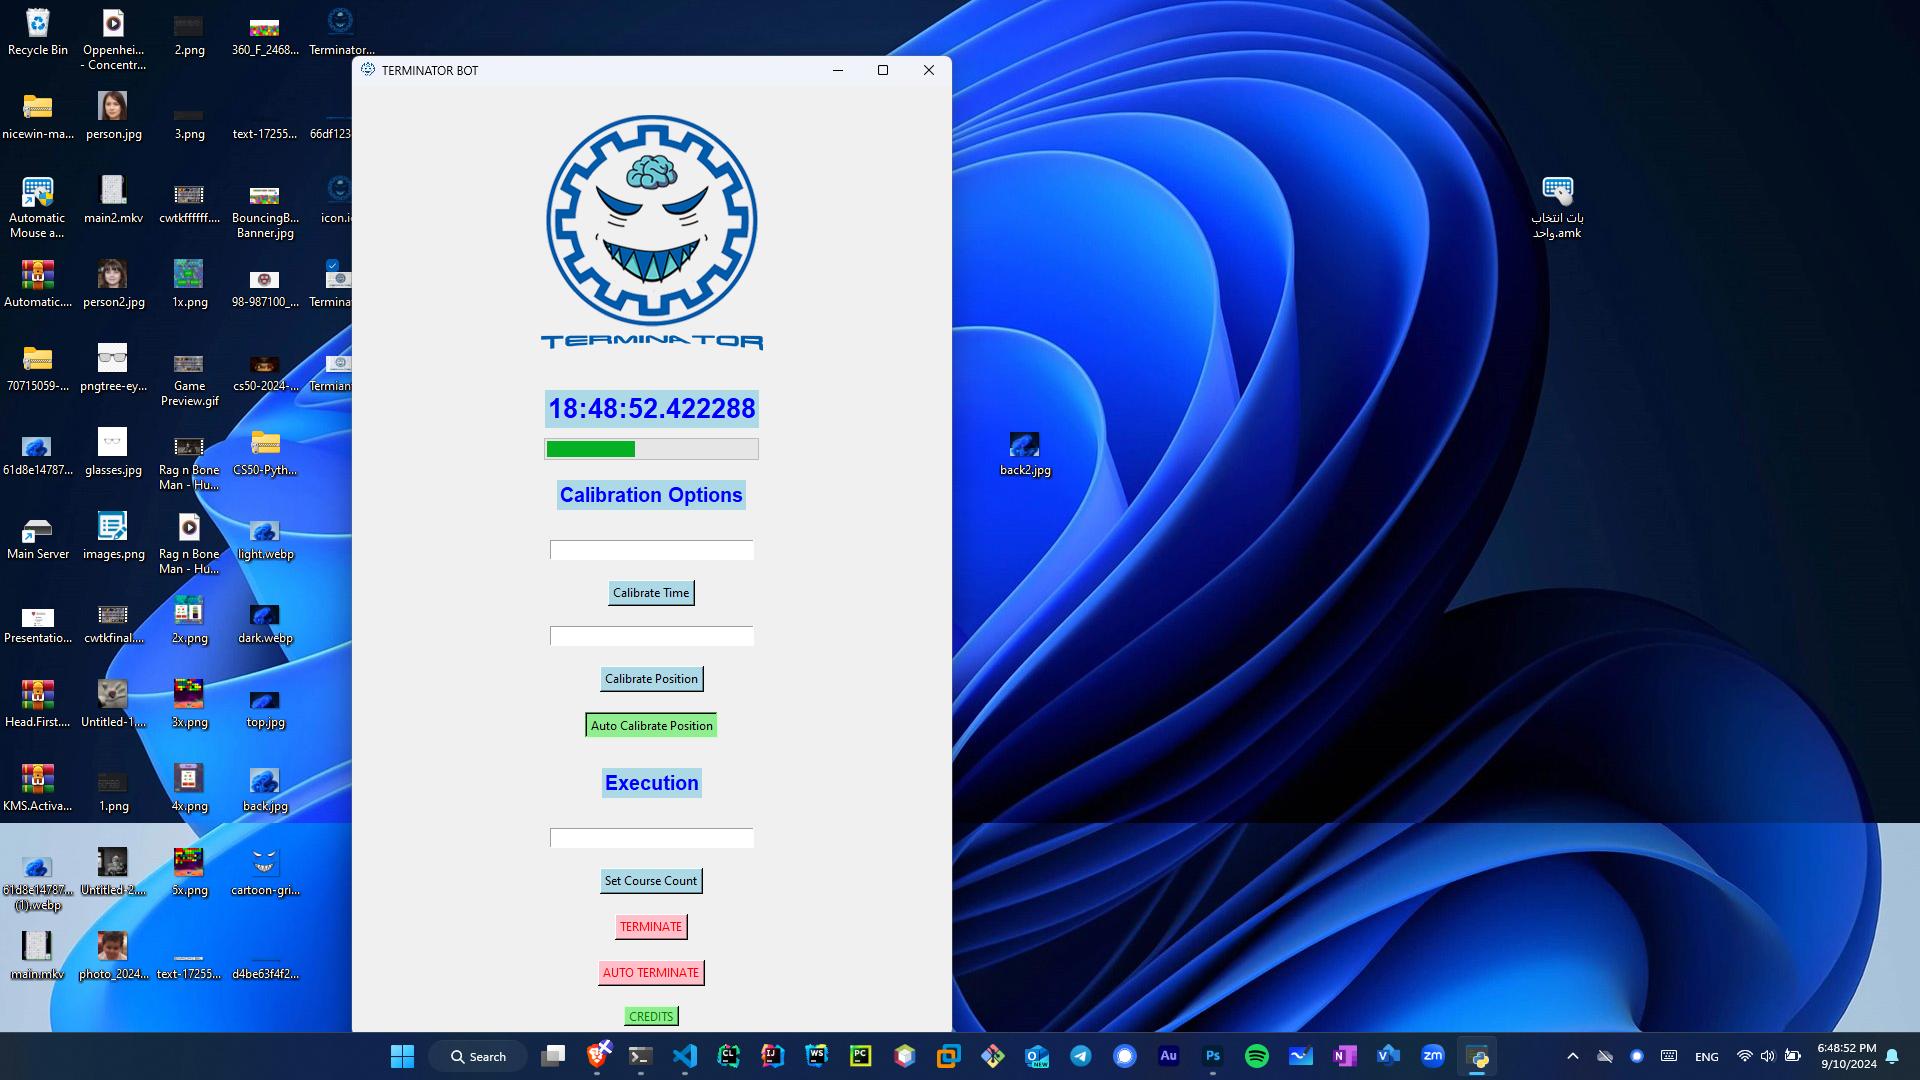 Recycle Bin
Oppenhei...
- Concentr...
2.png
360_F_2468...
Terminator...
nicewin-ma...
person.jpg
3.png
text-17255...
66df123
Automatic
Mouse a...
main2.mkv
cwtkffffff....
BouncingB...
Banner.jpg
icon.i
Automatic....
person2.jpg
1x.png
98-987100_...
Termina
70715059-...
pngtree-ey...
Game
Preview.gif
cs50-2024-...
Termian
61d8e14787...
glasses.jpg
Rag n Bone
Man - Hu...
CS50-Pyth...
Main Server
images.png
Rag n Bone
Man - Hu...
light.webp
Presentatio...
cwtkfinal....
2x.png
dark.webp
Head.First....
Untitled-1....
3x.png
top.jpg
KMS.Activa...
1.png
4x.png
back.jpg
61d8e14787...
(1).webp
Untitled-2....
5x.png
cartoon-gri...
main.mkv
photo_2024...
text-17255...
d4be63f4f2...
TERMINATOR BOT
TERMINATOR
18:48:52.422288
Calibration Options
Calibrate Time
Calibrate Position
Auto Calibrate Position
Execution
Set Course Count
TERMINATE
AUTO TERMINATE
CREDITS
بات انتخاب
واحد.amk
back2.jpg
Search
ENG
6:48:52 PM
9/10/2024